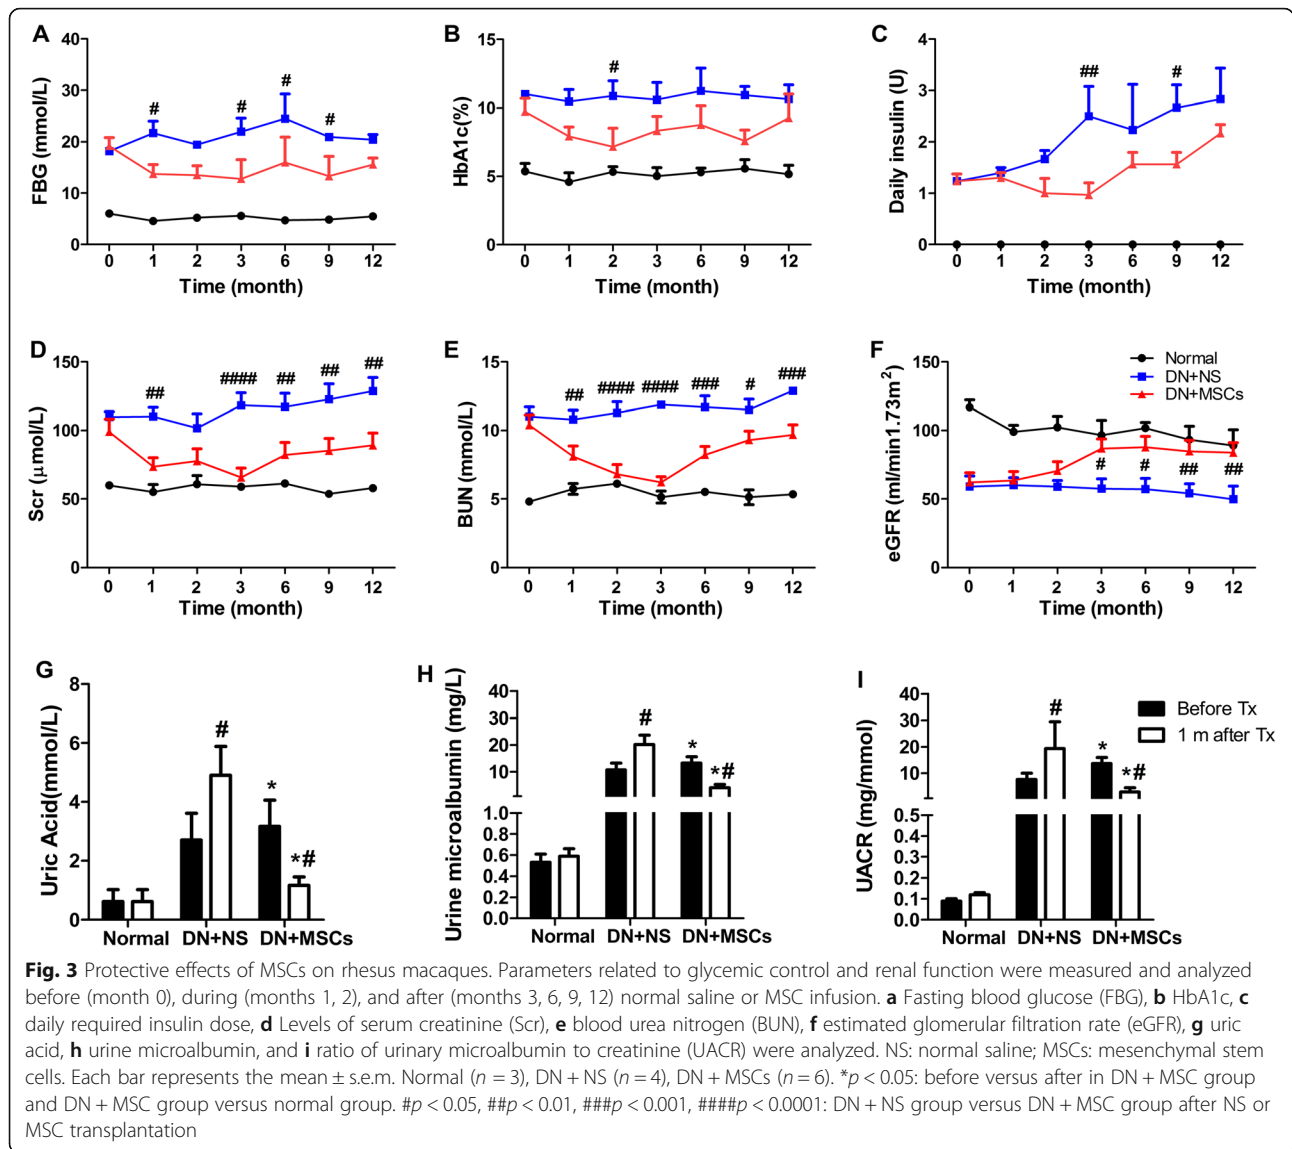 A
FBG (mmol/L)
40
30
20
10
0
#
#
#
#
0 1 2 3 6 9 12
Time (month)
B
HbA1c(%)
15
10
5
0
#
0 1 2 3 6 9 12
Time (month)
C
Daily insulin (U)
4
3
2
1
0
##
#
0 1 2 3 6 9 12
Time (month)
D
Scr (μmol/L)
150
100
50
0
##
####
##
##
##
0 1 2 3 6 9 12
Time (month)
E
BUN (mmol/L)
15
10
5
0
##
####
####
###
#
###
0 1 2 3 6 9 12
Time (month)
F
eGFR (ml/min1.73m²)
150
100
50
0
Normal
DN+NS
DN+MSCs
#
#
##
##
0 1 2 3 6 9 12
Time (month)
G
Uric Acid(mmol/L)
8
6
4
2
0
#
*
*#
Normal DN+NS DN+MSCs
H
Urine microalbumin (mg/L)
40
30
20
10
1.0
0.8
0.6
0.4
0.2
0.0
#
*
*#
Normal DN+NS DN+MSCs
I
UACR (mg/mmol)
40
30
20
10
0.5
0.4
0.3
0.2
0.1
0.0
#
*
*#
Normal DN+NS DN+MSCs
Before Tx
1 m after Tx
Fig. 3 Protective effects of MSCs on rhesus macaques. Parameters related to glycemic control and renal function were measured and analyzed
before (month 0), during (months 1, 2), and after (months 3, 6, 9, 12) normal saline or MSC infusion. a Fasting blood glucose (FBG), b HbA1c, c
daily required insulin dose, d Levels of serum creatinine (Scr), e blood urea nitrogen (BUN), f estimated glomerular filtration rate (eGFR), g uric
acid, h urine microalbumin, and i ratio of urinary microalbumin to creatinine (UACR) were analyzed. NS: normal saline; MSCs: mesenchymal stem
cells. Each bar represents the mean ± s.e.m. Normal (n = 3), DN + NS (n = 4), DN + MSCs (n = 6). *p < 0.05: before versus after in DN + MSC group
and DN + MSC group versus normal group. #p < 0.05, ##p < 0.01, ###p < 0.001, ####p < 0.0001: DN + NS group versus DN + MSC group after NS or
MSC transplantation